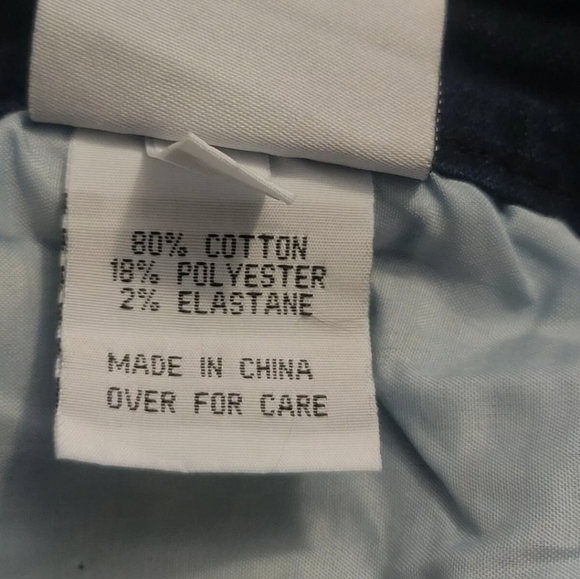 80% COTTON
18% POLYESTER
2% ELASTANE
MADE IN CHINA
OVER FOR CARE